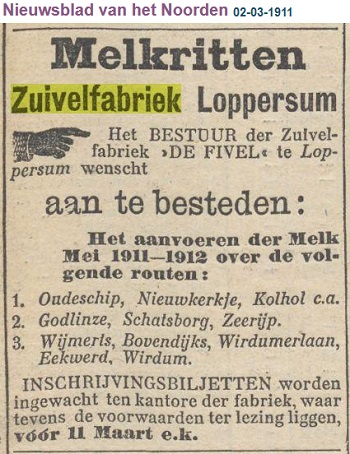 Nieuwsblad van het Noorden 02-03-1911
Melkritten
Zuivelfabriek Loppersum
Het BESTUUR der Zuivel-
fabriek ›DE FIVEL‹ te Lop-
persum wenscht
aan te besteden:
Het aanvoeren der Melk
Mei 1911—1912 over de vol-
gende routen:
1. Oudeschip, Nieuwkerkje, Kolhol c.a.
2. Godlinze, Schatsborg, Zeerijp.
3. Wijmerls, Bovendijks, Wirdumerlaan,
Eekwerd, Wirdum.
INSCHRIJVINGSBILJETTEN worden
ingewacht ten kantore der fabriek, waar
tevens de voorwaarden ter lezing liggen,
vóór 11 Maart e.k.